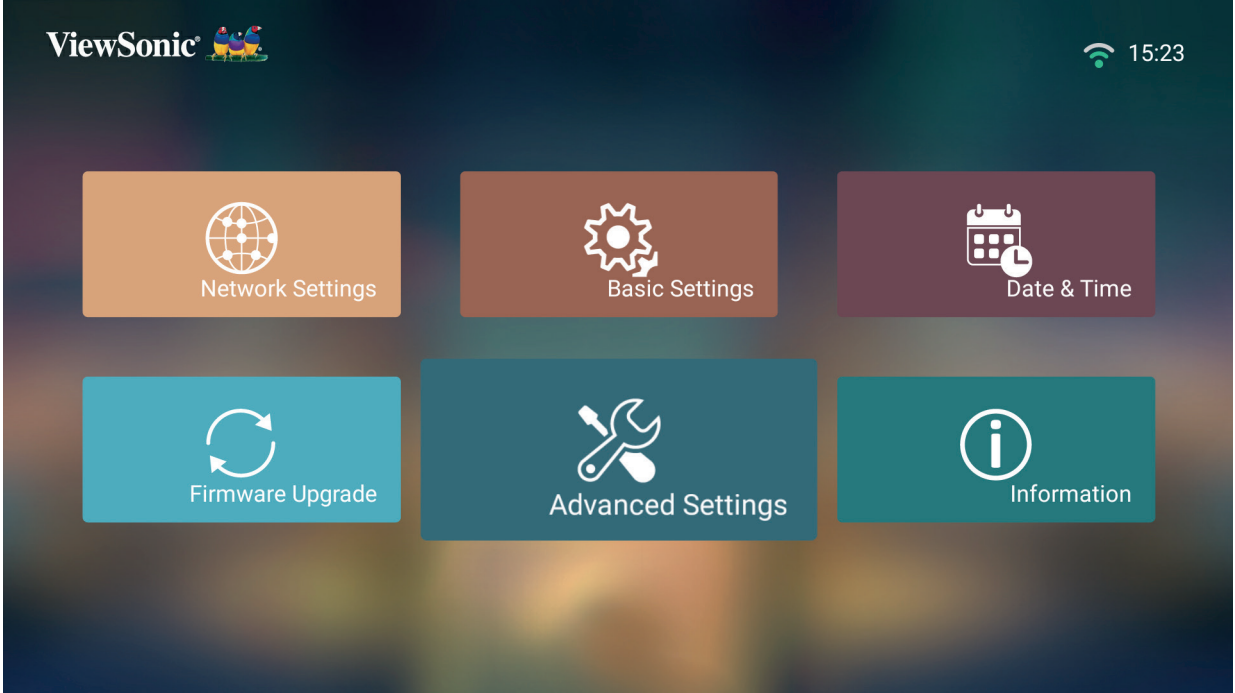 ViewSonic®
15:23
Network Settings
Basic Settings
Date & Time
Firmware Upgrade
Advanced Settings
Information